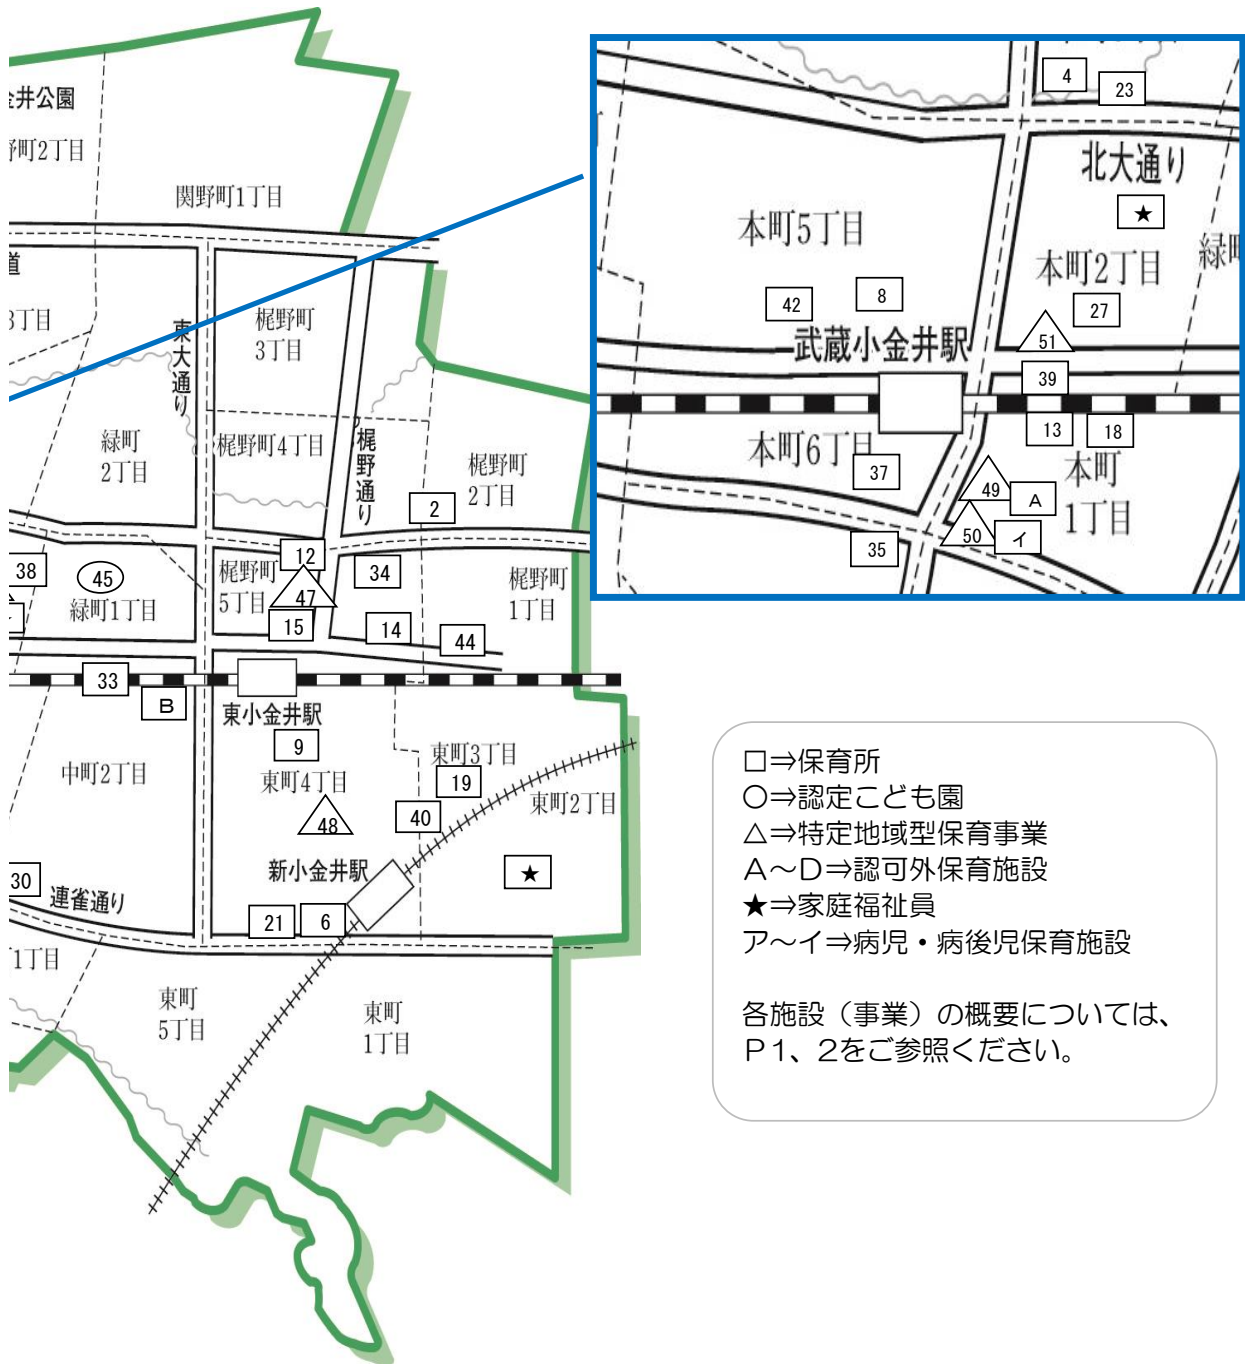 金井公園
野町2丁目
関野町1丁目
道
3丁目
東大通り
梶野町
3丁目
緑町
2丁目
梶野町4丁目
梶野通り
梶野町
2丁目
2
12
38
45
緑町1丁目
梶野町
5丁目
47
34
梶野町
1丁目
15
14
44
33
B
東小金井駅
9
中町2丁目
東町4丁目
東町3丁目
19
48
40
東町2丁目
新小金井駅
★
30
連雀通り
21
6
1丁目
東町
5丁目
東町
1丁目
4
23
北大通り
★
本町5丁目
本町2丁目
緑町
42
8
27
51
武蔵小金井駅
39
13
18
本町6丁目
37
本町
1丁目
49
A
50
イ
35
□⇒保育所
○⇒認定こども園
△⇒特定地域型保育事業
A～D⇒認可外保育施設
★⇒家庭福祉員
ア～イ⇒病児・病後児保育施設
各施設（事業）の概要については、
P1、2をご参照ください。